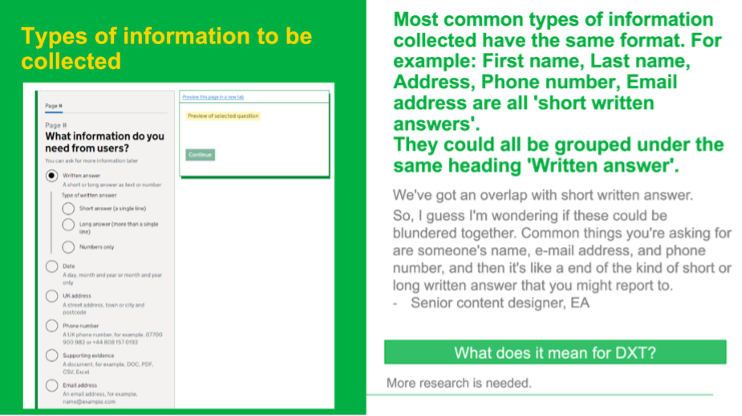 Types of information to be
collected
Page #
Page #
What information do you
need from users?
You can ask for more information later
Written answer
A short or long answer as text or number
Type of written answer
Short answer (a single line)
Long answer (more than a single
line)
Numbers only
Date
A day, month and year or month and year
only
UK address
A street address, town or city and
postcode
Phone number
A UK phone number, for example, 07700
900 982 or +44 808 157 0192
Supporting evidence
A document, for example, DOC, PDF,
CSV, Excel
Email address
An email address, for example,
name@example.com
Preview this page in a new tab
Preview of selected question
Continue
Most common types of information
collected have the same format. For
example: First name, Last name,
Address, Phone number, Email
address are all 'short written
answers'.
They could all be grouped under the
same heading 'Written answer'.
We've got an overlap with short written answer.
So, I guess I'm wondering if these could be
blundered together. Common things you're asking for
are someone's name, e-mail address, and phone
number, and then it's like a end of the kind of short or
long written answer that you might report to.
- Senior content designer, EA
What does it mean for DXT?
More research is needed.